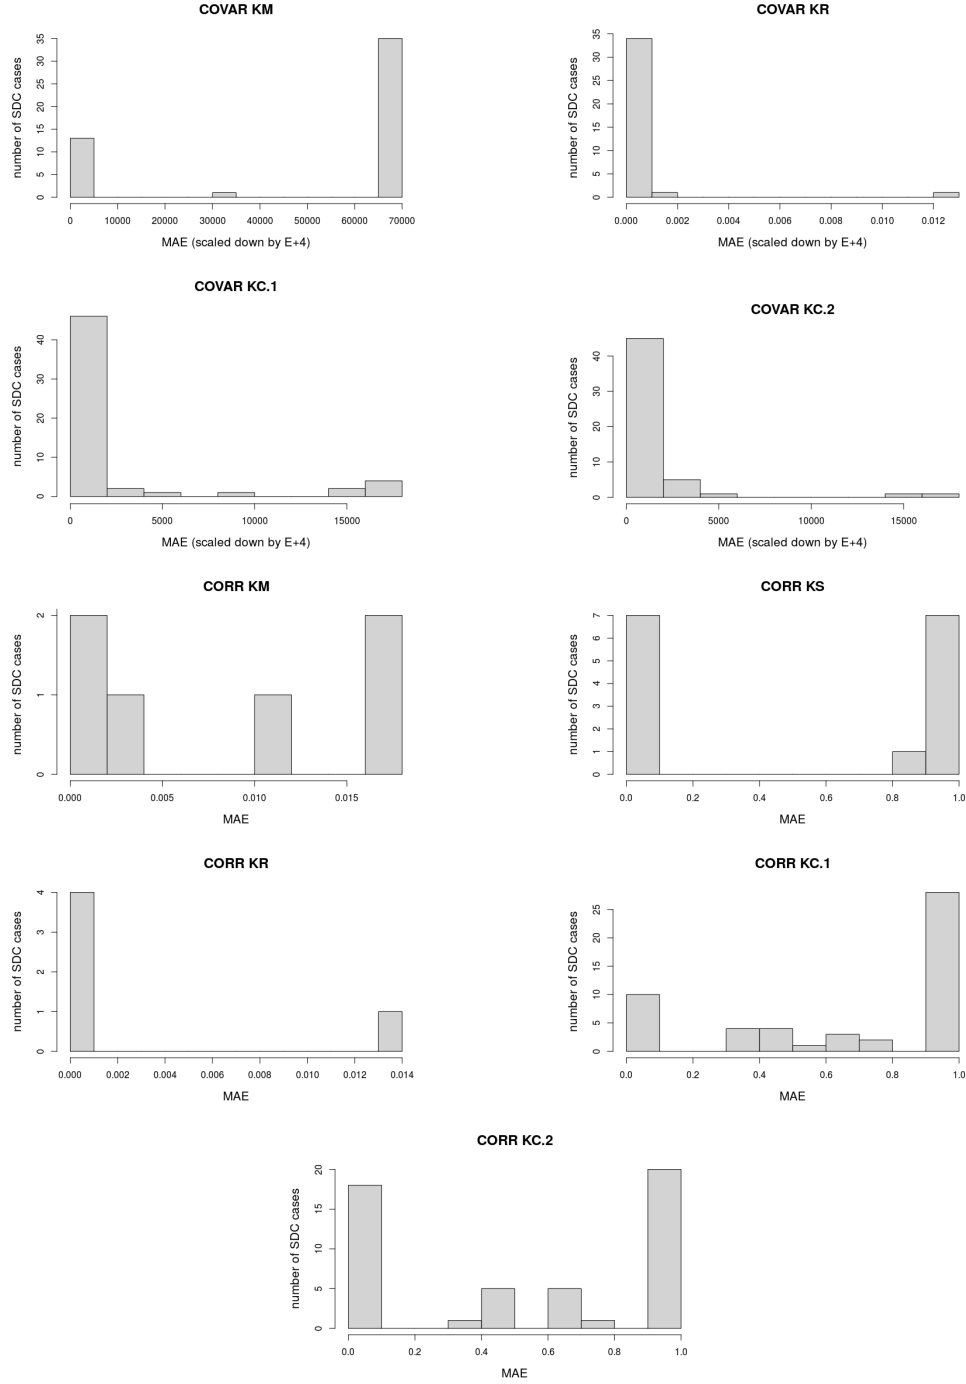 COVAR KM
number of SDC cases
0 5 10 15 20 25 30 35
0 10000 20000 30000 40000 50000 60000 70000
MAE (scaled down by E+4)
COVAR KR
number of SDC cases
0 5 10 15 20 25 30 35
0.000 0.002 0.004 0.006 0.008 0.010 0.012
MAE (scaled down by E+4)
COVAR KC.1
number of SDC cases
0 10 20 30 40
0 5000 10000 15000
MAE (scaled down by E+4)
COVAR KC.2
number of SDC cases
0 10 20 30 40
0 5000 10000 15000
MAE (scaled down by E+4)
CORR KM
number of SDC cases
0 1 2
0.000 0.005 0.010 0.015
MAE
CORR KS
number of SDC cases
0 1 2 3 4 5 6 7
0.0 0.2 0.4 0.6 0.8 1.0
MAE
CORR KR
number of SDC cases
0 1 2 3 4
0.000 0.002 0.004 0.006 0.008 0.010 0.012 0.014
MAE
CORR KC.1
number of SDC cases
0 5 10 15 20 25
0.0 0.2 0.4 0.6 0.8 1.0
MAE
CORR KC.2
number of SDC cases
0 5 10 15 20
0.0 0.2 0.4 0.6 0.8 1.0
MAE